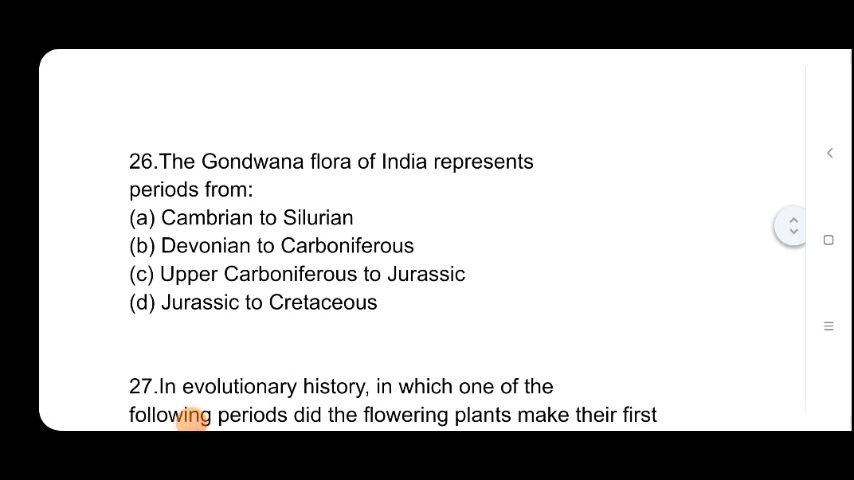 26.The Gondwana flora of India represents
periods from:
(a) Cambrian to Silurian
(b) Devonian to Carboniferous
(c) Upper Carboniferous to Jurassic
(d) Jurassic to Cretaceous
27.In evolutionary history, in which one of the
following periods did the flowering plants make their first